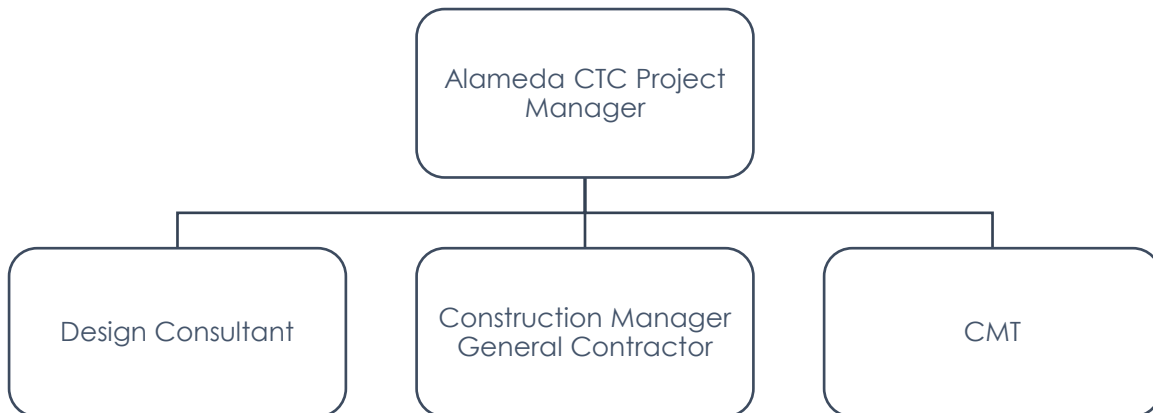 Alameda CTC Project
Manager
Design Consultant
Construction Manager
General Contractor
CMT